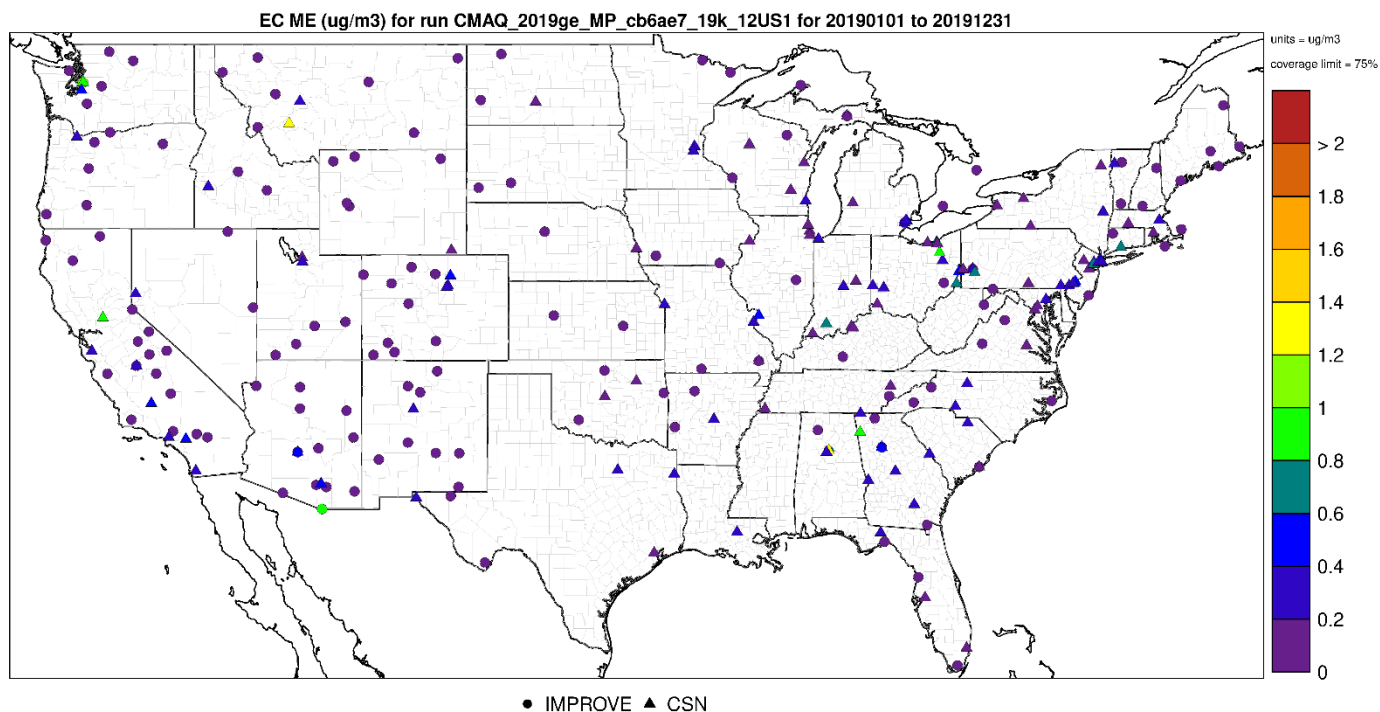 EC ME (ug/m3) for run CMAQ_2019ge_MP_cb6ae7_19k_12US1 for 20190101 to 20191231
units = ug/m3
coverage limit = 75%
> 2
1.8
1.6
1.4
1.2
1
0.8
0.6
0.4
0.2
0
IMPROVE CSN